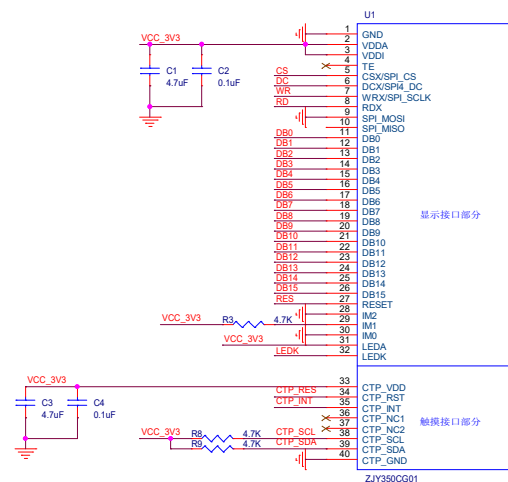 U1
1 GND
VCC_3V3 2 VDDA
3 VDDI
4 TE
C1 4.7uF
C2 0.1uF
CS 5 CSX/SPI_CS
DC 6 DCX/SPI4_DC
WR 7 WRX/SPI_SCLK
RD 8 RDX
9 SPI_MOSI
10 SPI_MISO
DB0 11 DB0
DB1 12 DB1
DB2 13 DB2
DB3 14 DB3
DB4 15 DB4
DB5 16 DB5
DB6 17 DB6
DB7 18 DB7
DB8 19 DB8
DB9 20 DB9
DB10 21 DB10
DB11 22 DB11
DB12 23 DB12
DB13 24 DB13
DB14 25 DB14
DB15 26 DB15
显示接口部分
RES 27 RESET
28 IM2
VCC_3V3 R3 4.7K 29 IM1
30 IM0
VCC_3V3 31 LEDA
LEDK 32 LEDK
VCC_3V3 33 CTP_VDD
CTP_RES 34 CTP_RST
CTP_INT 35 CTP_INT
C3 4.7uF
C4 0.1uF
36 CTP_NC1
37 CTP_NC2
触摸接口部分
VCC_3V3 R8 4.7K CTP_SCL 38 CTP_SCL
R9 4.7K CTP_SDA 39 CTP_SDA
40 CTP_GND
ZJY350CG01